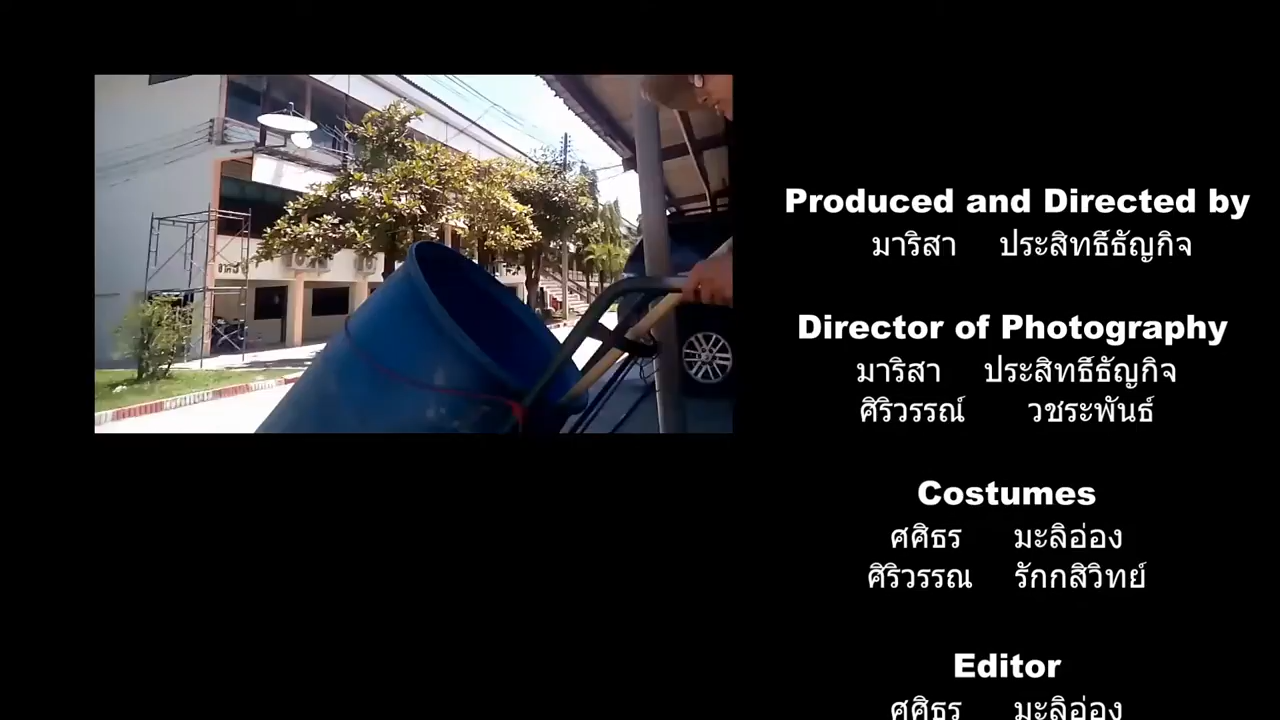 Produced and Directed by
มาริสา ประสิทธิ์ธัญกิจ
Director of Photography
มาริสา ประสิทธิ์ธัญกิจ
ศิริวรรณ์ วชระพันธ์
Costumes
ศศิธร มะลิอ่อง
ศิริวรรณ รักกสิวิทย์
Editor
ศศิธร มะลิอ่อง